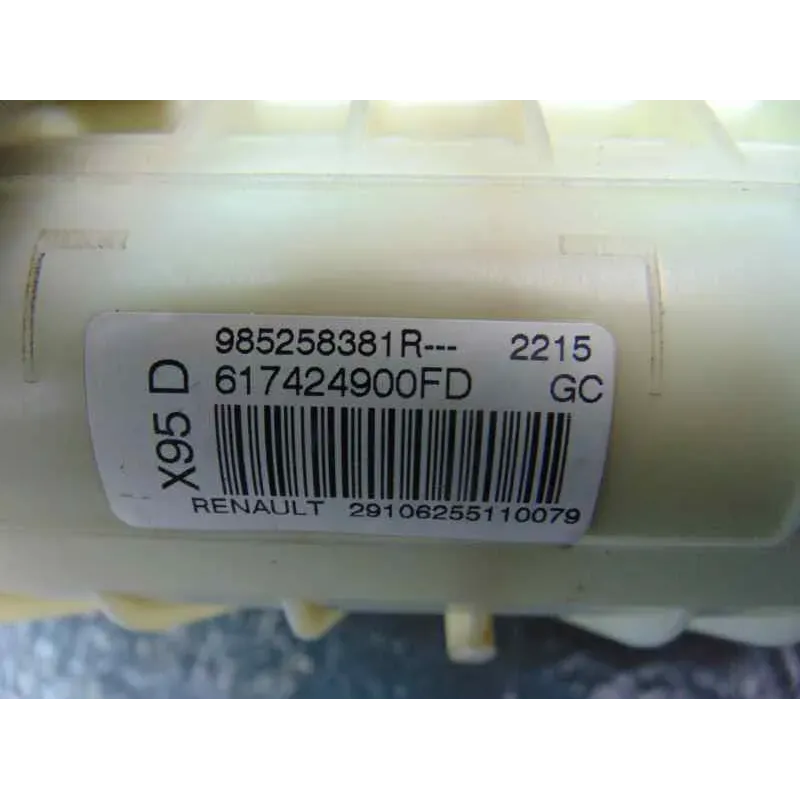 985258381R--- 2215
617424900FD GC
X95 D
RENAULT 29106255110079